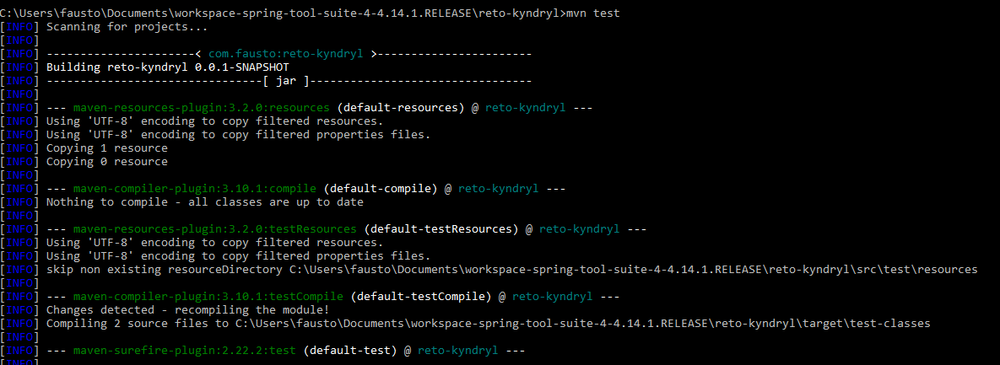 C:\Users\fausto\Documents\workspace-spring-tool-suite-4-4.14.1.RELEASE\reto-kyndryl>mvn test
[INFO] Scanning for projects...
[INFO]
[INFO] ----------------------< com.fausto:reto-kyndryl >-----------------------
[INFO] Building reto-kyndryl 0.0.1-SNAPSHOT
[INFO] --------------------------------[ jar ]---------------------------------
[INFO]
[INFO] --- maven-resources-plugin:3.2.0:resources (default-resources) @ reto-kyndryl ---
[INFO] Using 'UTF-8' encoding to copy filtered resources.
[INFO] Using 'UTF-8' encoding to copy filtered properties files.
[INFO] Copying 1 resource
[INFO] Copying 0 resource
[INFO]
[INFO] --- maven-compiler-plugin:3.10.1:compile (default-compile) @ reto-kyndryl ---
[INFO] Nothing to compile - all classes are up to date
[INFO]
[INFO] --- maven-resources-plugin:3.2.0:testResources (default-testResources) @ reto-kyndryl ---
[INFO] Using 'UTF-8' encoding to copy filtered resources.
[INFO] Using 'UTF-8' encoding to copy filtered properties files.
[INFO] skip non existing resourceDirectory C:\Users\fausto\Documents\workspace-spring-tool-suite-4-4.14.1.RELEASE\reto-kyndryl\src\test\resources
[INFO]
[INFO] --- maven-compiler-plugin:3.10.1:testCompile (default-testCompile) @ reto-kyndryl ---
[INFO] Changes detected - recompiling the module!
[INFO] Compiling 2 source files to C:\Users\fausto\Documents\workspace-spring-tool-suite-4-4.14.1.RELEASE\reto-kyndryl\target\test-classes
[INFO]
[INFO] --- maven-surefire-plugin:2.22.2:test (default-test) @ reto-kyndryl ---
[INFO]